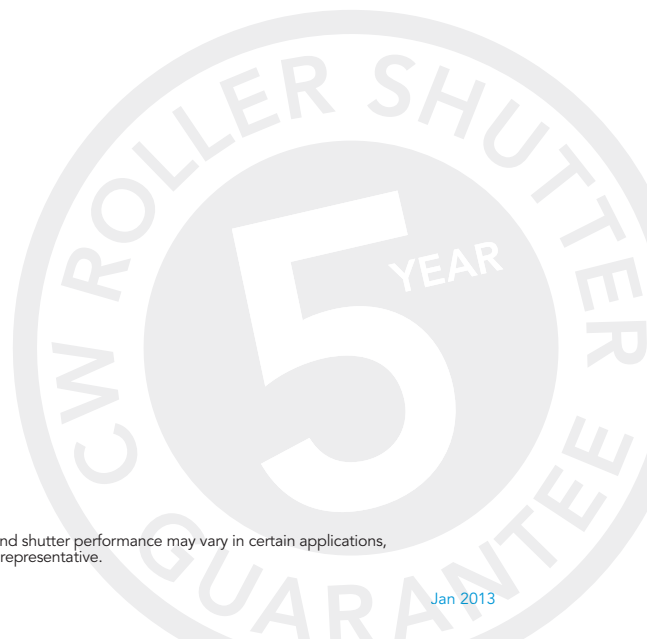 CW ROLLER SHUTTER
5
YEAR
GUARANTEE
nd shutter performance may vary in certain applications,
representative.
Jan 2013